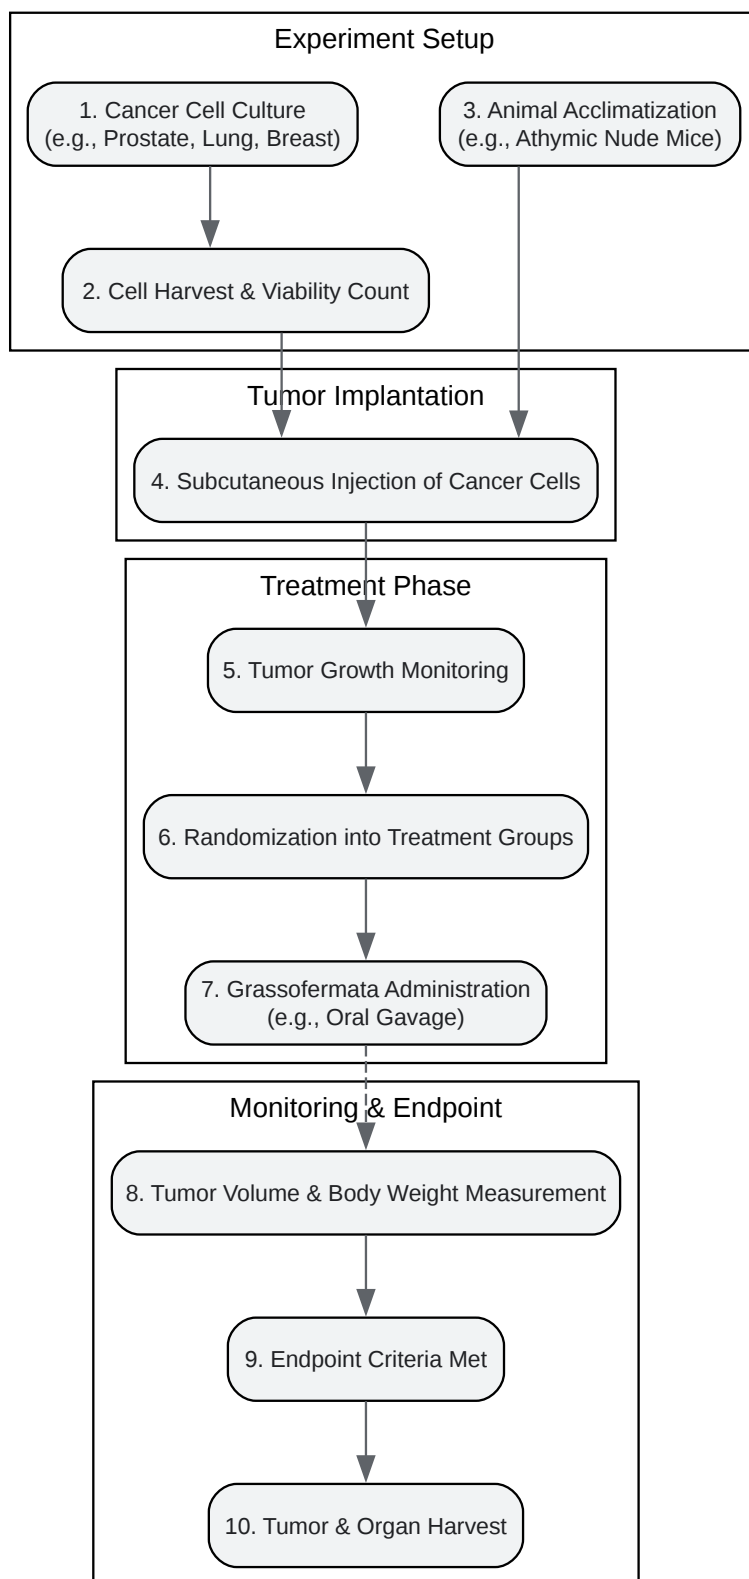 Experiment Setup
1. Cancer Cell Culture
(e.g., Prostate, Lung, Breast)
3. Animal Acclimatization
(e.g., Athymic Nude Mice)
2. Cell Harvest & Viability Count
Tumor Implantation
4. Subcutaneous Injection of Cancer Cells
Treatment Phase
5. Tumor Growth Monitoring
6. Randomization into Treatment Groups
7. Grassofermata Administration
(e.g., Oral Gavage)
Monitoring & Endpoint
8. Tumor Volume & Body Weight Measurement
9. Endpoint Criteria Met
10. Tumor & Organ Harvest